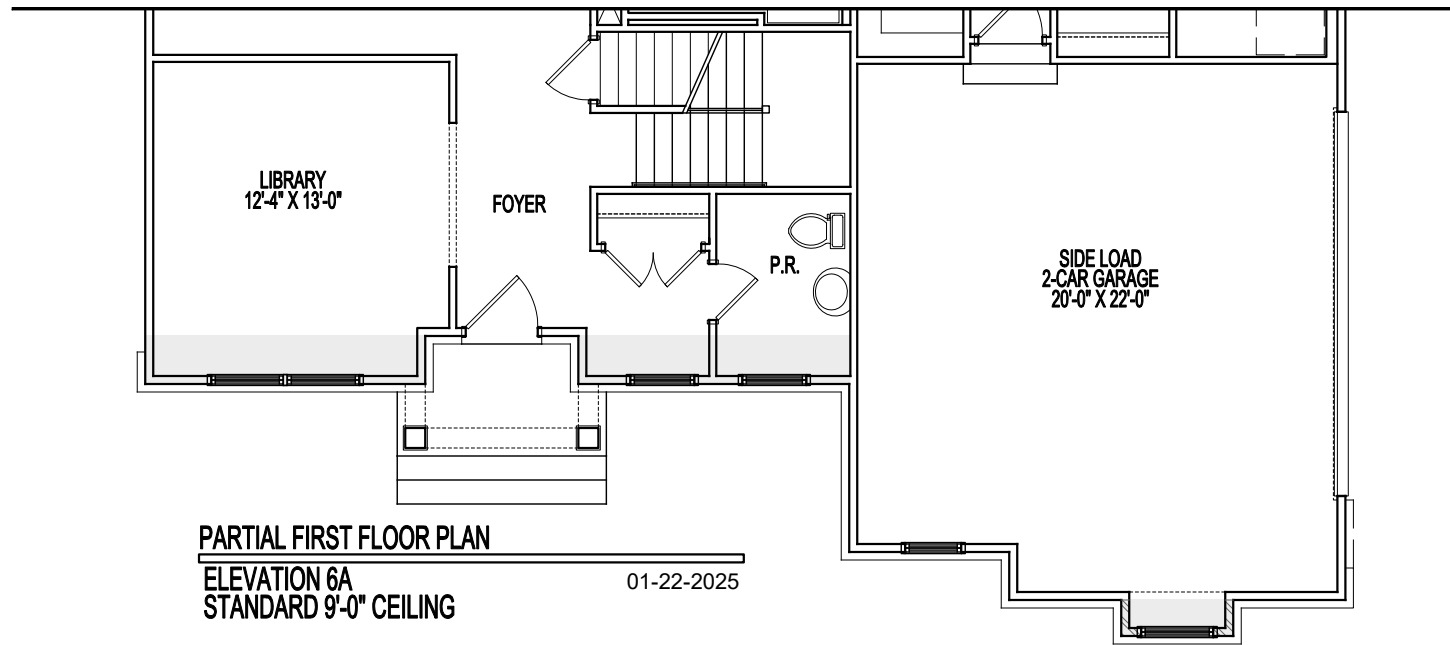 LIBRARY
12'-4" X 13'-0"
FOYER
P.R.
SIDE LOAD
2-CAR GARAGE
20'-0" X 22'-0"
PARTIAL FIRST FLOOR PLAN
ELEVATION 6A
01-22-2025
STANDARD 9'-0" CEILING